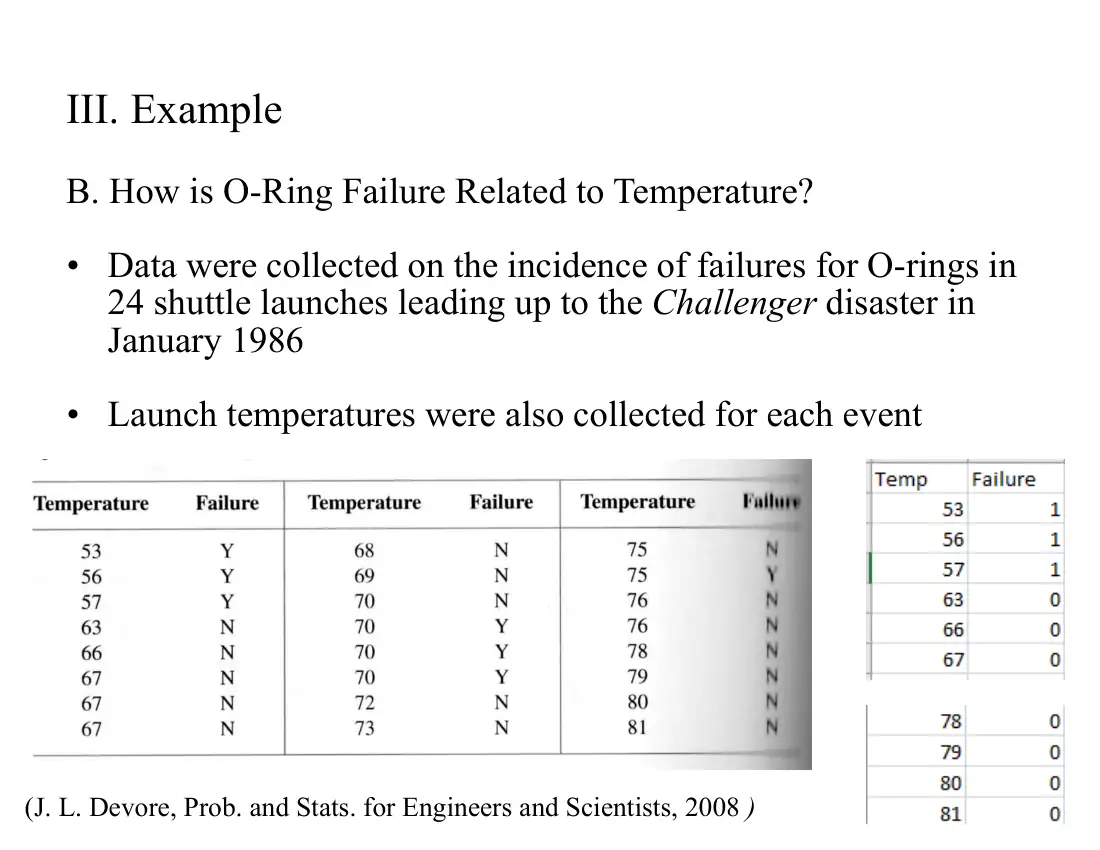 III. Example
B. How is O-Ring Failure Related to Temperature?
• Data were collected on the incidence of failures for O-rings in
24 shuttle launches leading up to the Challenger disaster in
January 1986
• Launch temperatures were also collected for each event
Temperature Failure Temperature Failure Temperature Failure
53 Y 68 N 75 N
56 Y 69 N 75 Y
57 Y 70 N 76 N
63 N 70 Y 76 N
66 N 70 Y 78 N
67 N 70 Y 79 N
67 N 72 N 80 N
67 N 73 N 81 N
Temp Failure
53 1
56 1
57 1
63 0
66 0
67 0
78 0
79 0
80 0
81 0
(J. L. Devore, Prob. and Stats. for Engineers and Scientists, 2008 )